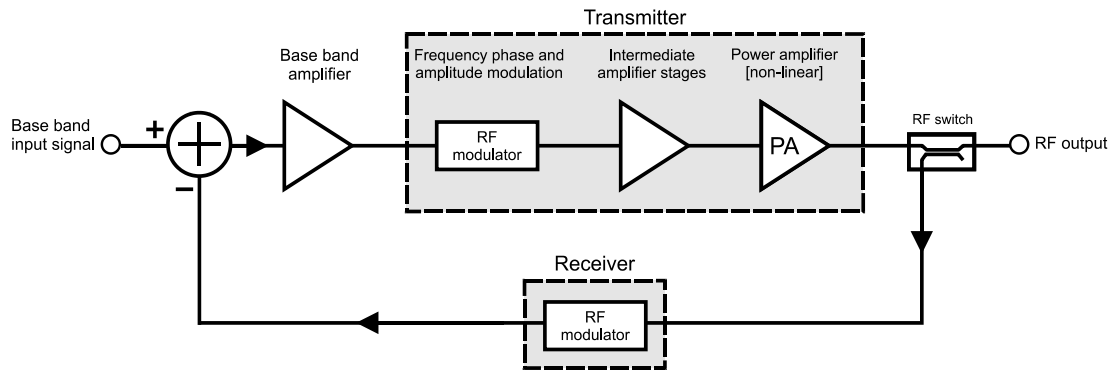 Transmitter
Base band
amplifier
Frequency phase and
amplitude modulation
Intermediate
amplifier stages
Power amplifier
[non-linear]
Base band
input signal
+
−
RF
modulator
PA
RF switch
RF output
Receiver
RF
modulator